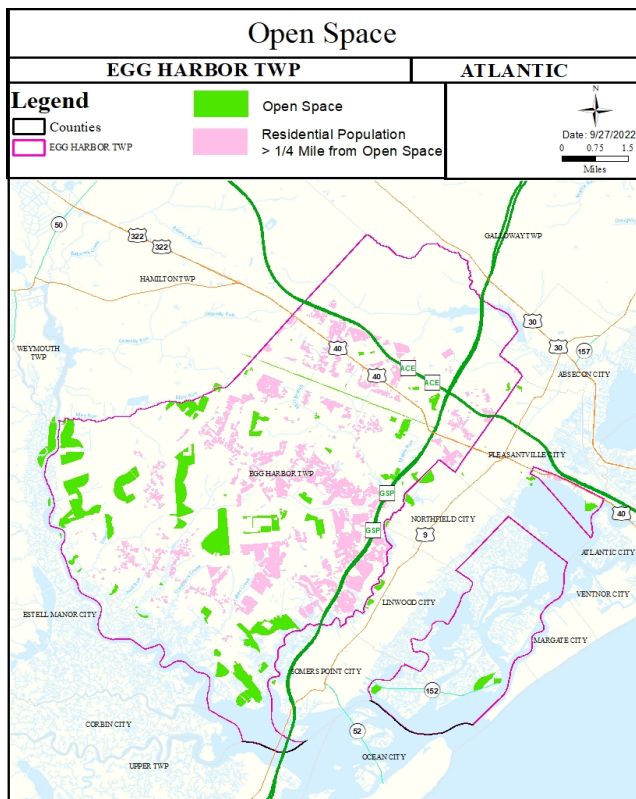 Open Space
EGG HARBOR TWP
ATLANTIC
Legend
Counties
EGG HARBOR TWP
Open Space
Residential Population
> 1/4 Mile from Open Space
N
Date: 9/27/2022
0 0.75 1.5
Miles
50
322
322
GALLOWAY TWP
HAMILTON TWP
30
30
157
WEYMOUTH
TWP
40
40
ACE
ACE
ABSECON CITY
PLEASANTVILLE CITY
EGG HARBOR TWP
GSP
GSP
NORTHFIELD CITY
9
40
ATLANTIC CITY
VENTNOR CITY
LINWOOD CITY
ESTELL MANOR CITY
MARGATE CITY
SOMERS POINT CITY
152
CORBIN CITY
52
OCEAN CITY
UPPER TWP